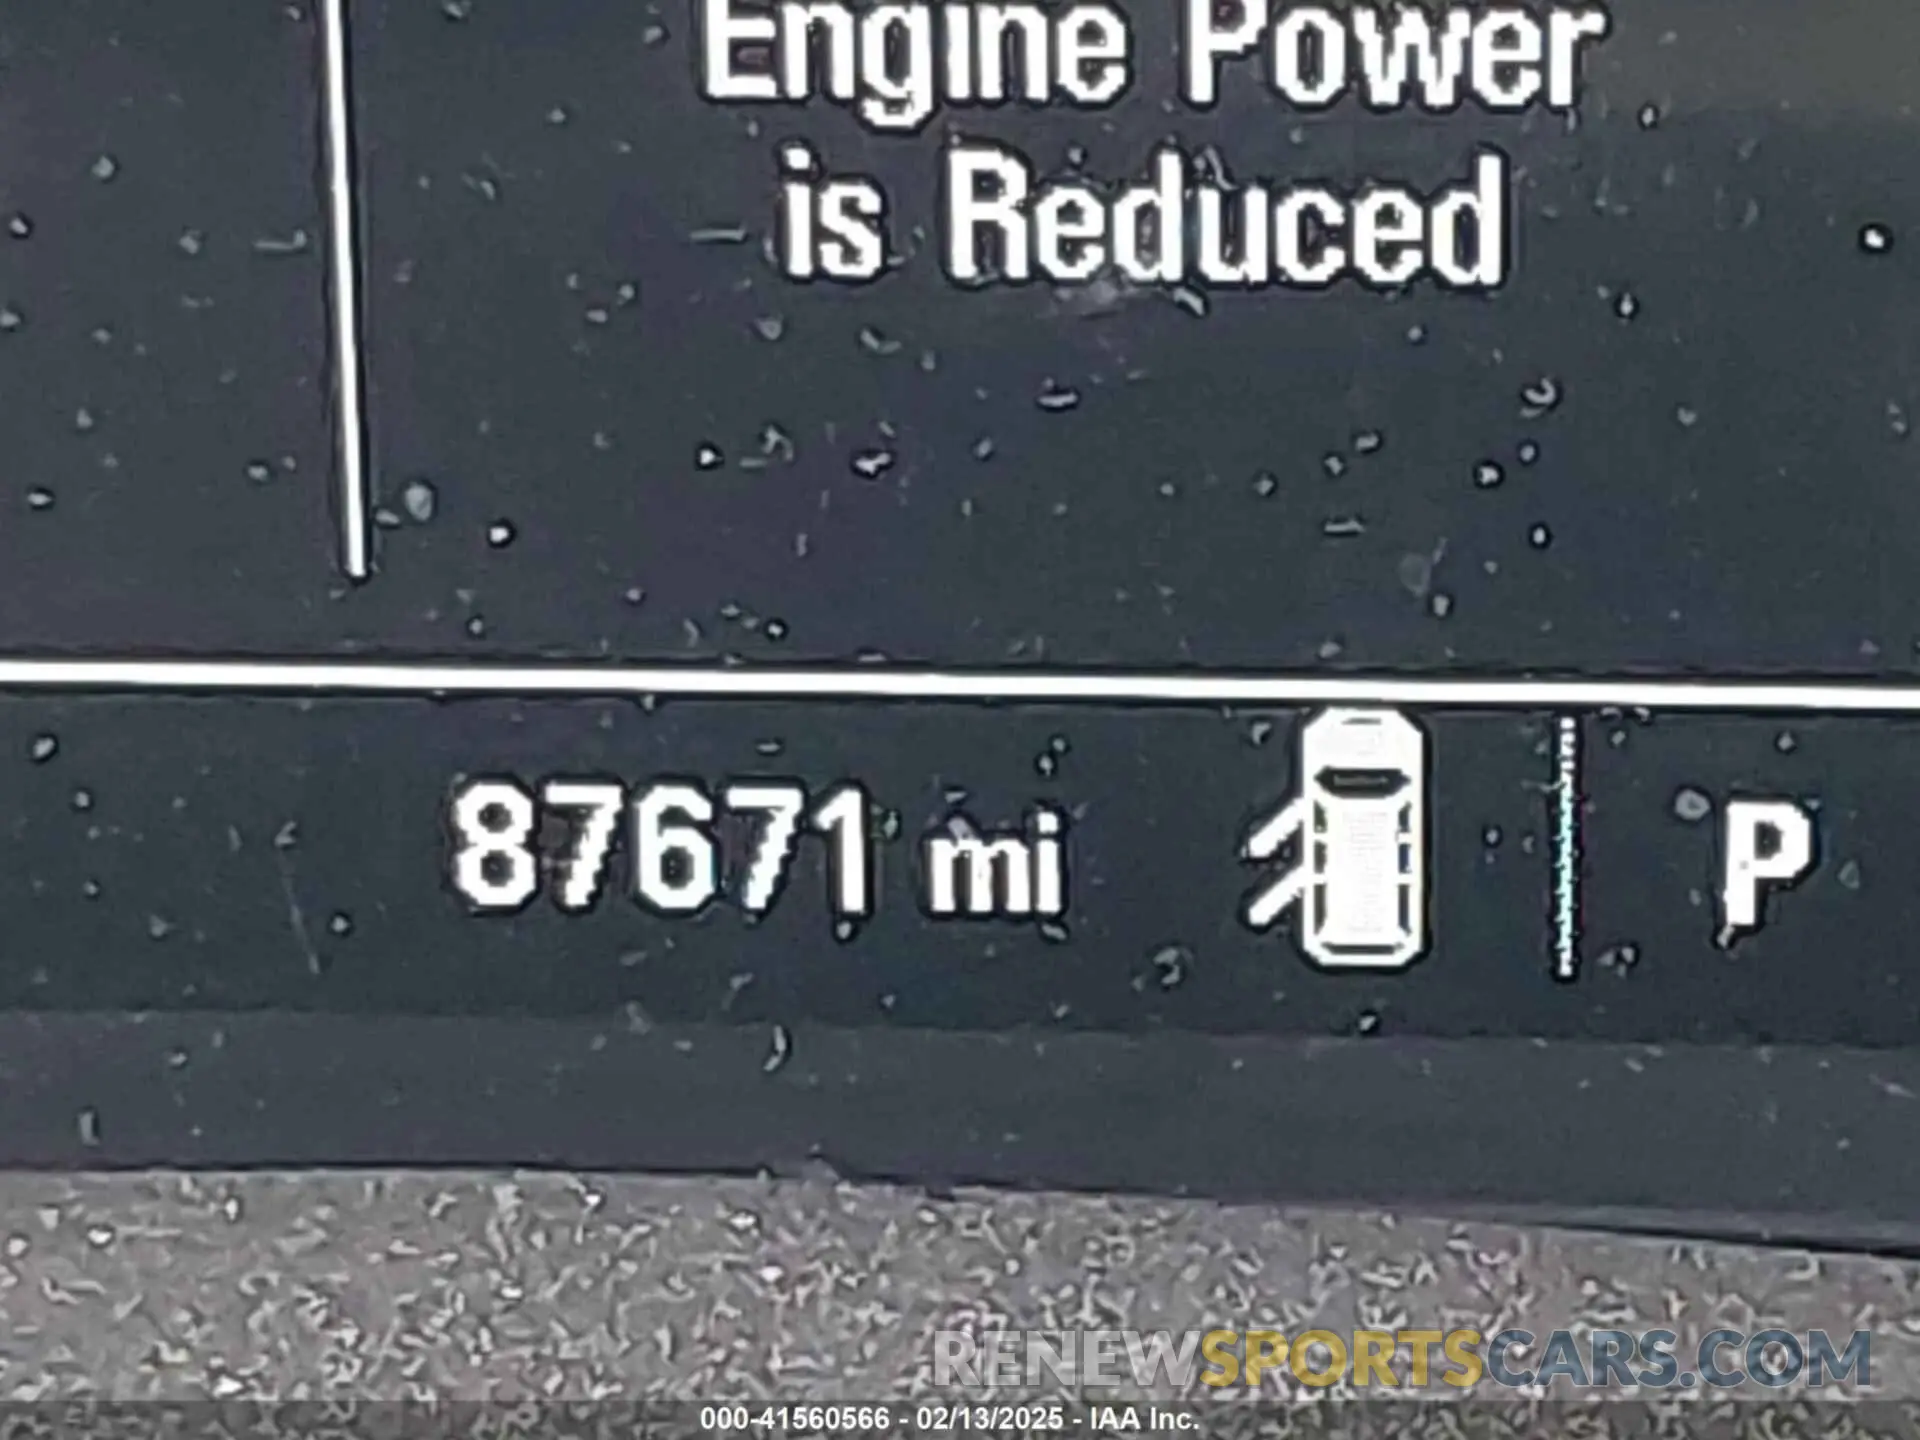 Engine Power
is Reduced
87671 mi
P
RENEWSPORTSCARS.COM
000-41560566 - 02/13/2025 - IAA Inc.